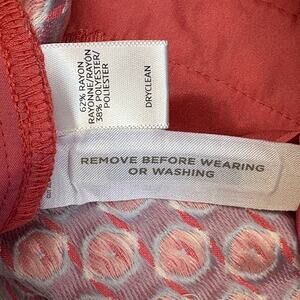 62% RAYON
RAYONNE/RAYON
38% POLYESTER/
POLIESTER
DRYCLEAN
REMOVE BEFORE WEARING
OR WASHING